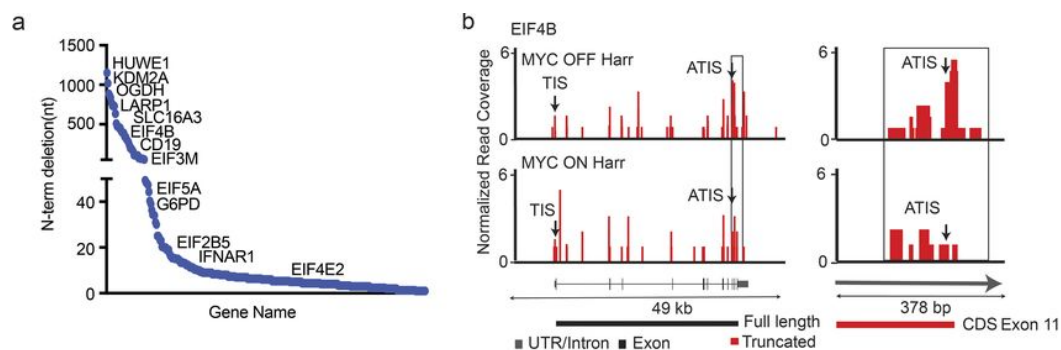 a
N-term deletion(nt)
1500
1000
500
40
20
0
HUWE1
KDM2A
OGDH
LARP1
SLC16A3
EIF4B
CD19
EIF3M
EIF5A
G6PD
EIF2B5
IFNAR1
EIF4E2
Gene Name
b
EIF4B
Normalized Read Coverage
6
MYC OFF Harr
TIS
ATIS
0
6
MYC ON Harr
TIS
ATIS
0
49 kb
Full length
UTR/Intron
Exon
Truncated
6
ATIS
0
6
ATIS
0
378 bp
CDS Exon 11